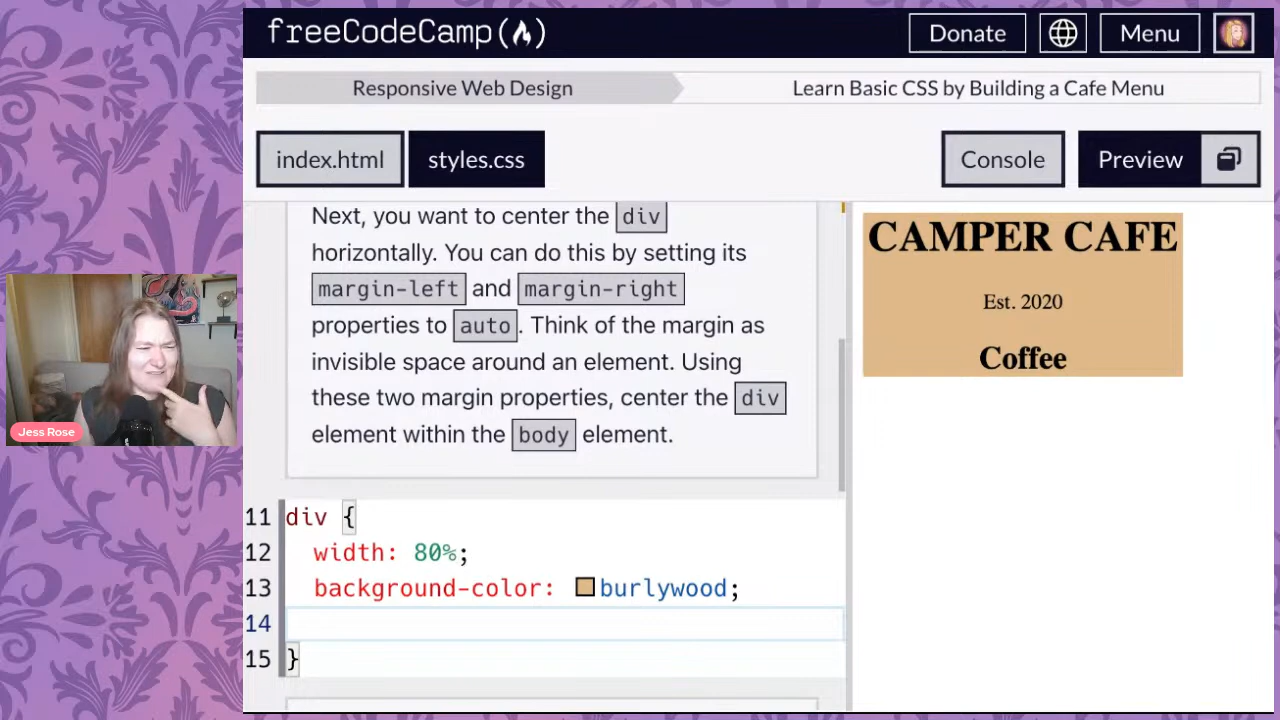 freeCodeCamp(🔥)
Donate
Menu
Responsive Web Design
Learn Basic CSS by Building a Cafe Menu
index.html
styles.css
Console
Preview
Next, you want to center the div
horizontally. You can do this by setting its
margin-left and margin-right
properties to auto. Think of the margin as
invisible space around an element. Using
these two margin properties, center the div
element within the body element.
11 div {
12 width: 80%;
13 background-color: burlywood;
14
15 }
CAMPER CAFE
Est. 2020
Coffee
Jess Rose